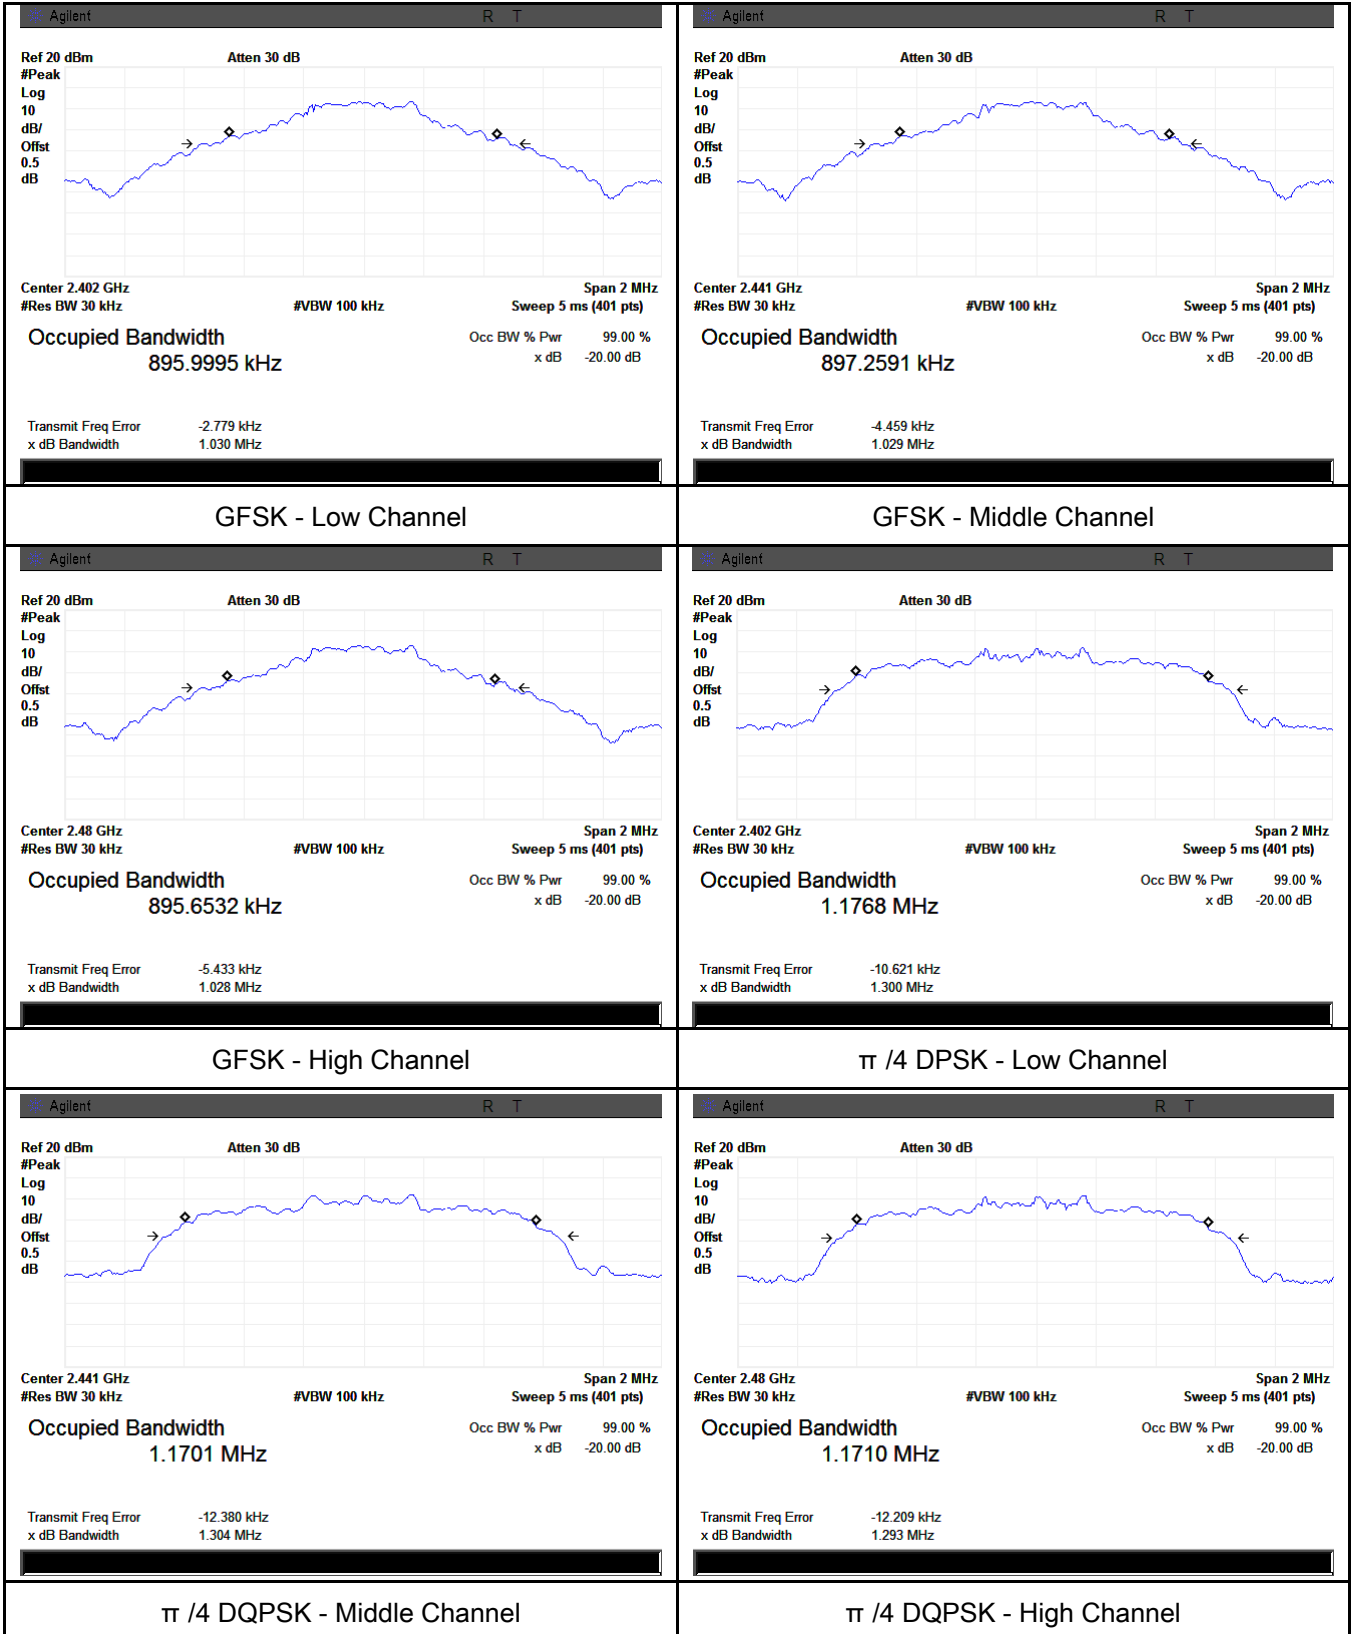 Agilent R T
Ref 20 dBm Atten 30 dB
#Peak
Log
10
dB/
Offst
0.5
dB
Center 2.402 GHz Span 2 MHz
#Res BW 30 kHz #VBW 100 kHz Sweep 5 ms (401 pts)
Occupied Bandwidth Occ BW % Pwr 99.00 %
895.9995 kHz x dB -20.00 dB
Transmit Freq Error -2.779 kHz
x dB Bandwidth 1.030 MHz
GFSK - Low Channel
Agilent R T
Ref 20 dBm Atten 30 dB
#Peak
Log
10
dB/
Offst
0.5
dB
Center 2.441 GHz Span 2 MHz
#Res BW 30 kHz #VBW 100 kHz Sweep 5 ms (401 pts)
Occupied Bandwidth Occ BW % Pwr 99.00 %
897.2591 kHz x dB -20.00 dB
Transmit Freq Error -4.459 kHz
x dB Bandwidth 1.029 MHz
GFSK - Middle Channel
Agilent R T
Ref 20 dBm Atten 30 dB
#Peak
Log
10
dB/
Offst
0.5
dB
Center 2.48 GHz Span 2 MHz
#Res BW 30 kHz #VBW 100 kHz Sweep 5 ms (401 pts)
Occupied Bandwidth Occ BW % Pwr 99.00 %
895.6532 kHz x dB -20.00 dB
Transmit Freq Error -5.433 kHz
x dB Bandwidth 1.028 MHz
GFSK - High Channel
Agilent R T
Ref 20 dBm Atten 30 dB
#Peak
Log
10
dB/
Offst
0.5
dB
Center 2.402 GHz Span 2 MHz
#Res BW 30 kHz #VBW 100 kHz Sweep 5 ms (401 pts)
Occupied Bandwidth Occ BW % Pwr 99.00 %
1.1768 MHz x dB -20.00 dB
Transmit Freq Error -10.621 kHz
x dB Bandwidth 1.300 MHz
π /4 DPSK - Low Channel
Agilent R T
Ref 20 dBm Atten 30 dB
#Peak
Log
10
dB/
Offst
0.5
dB
Center 2.441 GHz Span 2 MHz
#Res BW 30 kHz #VBW 100 kHz Sweep 5 ms (401 pts)
Occupied Bandwidth Occ BW % Pwr 99.00 %
1.1701 MHz x dB -20.00 dB
Transmit Freq Error -12.380 kHz
x dB Bandwidth 1.304 MHz
π /4 DQPSK - Middle Channel
Agilent R T
Ref 20 dBm Atten 30 dB
#Peak
Log
10
dB/
Offst
0.5
dB
Center 2.48 GHz Span 2 MHz
#Res BW 30 kHz #VBW 100 kHz Sweep 5 ms (401 pts)
Occupied Bandwidth Occ BW % Pwr 99.00 %
1.1710 MHz x dB -20.00 dB
Transmit Freq Error -12.209 kHz
x dB Bandwidth 1.293 MHz
π /4 DQPSK - High Channel